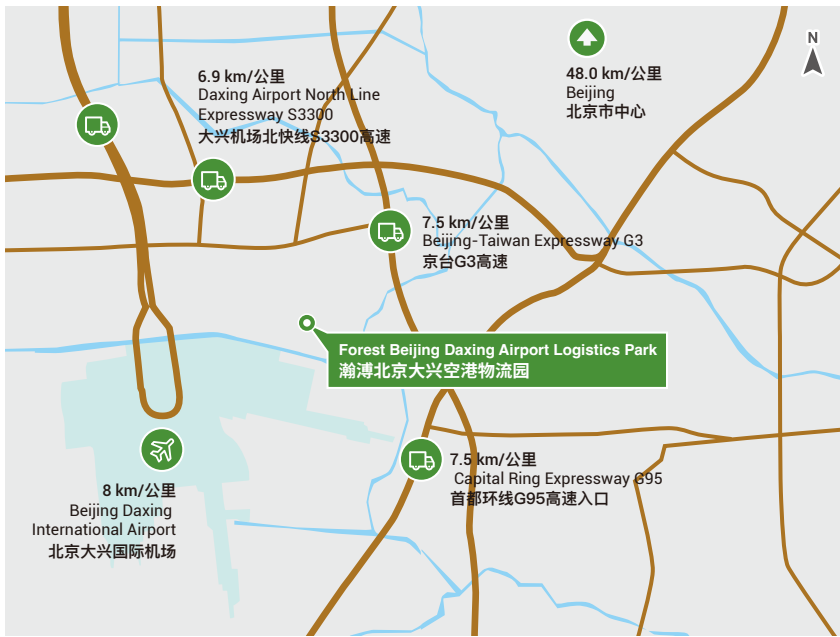 N
48.0 km/公里
Beijing
北京市中心
6.9 km/公里
Daxing Airport North Line
Expressway S3300
大兴机场北快线S3300高速
7.5 km/公里
Beijing-Taiwan Expressway G3
京台G3高速
Forest Beijing Daxing Airport Logistics Park
瀚溥北京大兴空港物流园
7.5 km/公里
Capital Ring Expressway G95
首都环线G95高速入口
8 km/公里
Beijing Daxing
International Airport
北京大兴国际机场